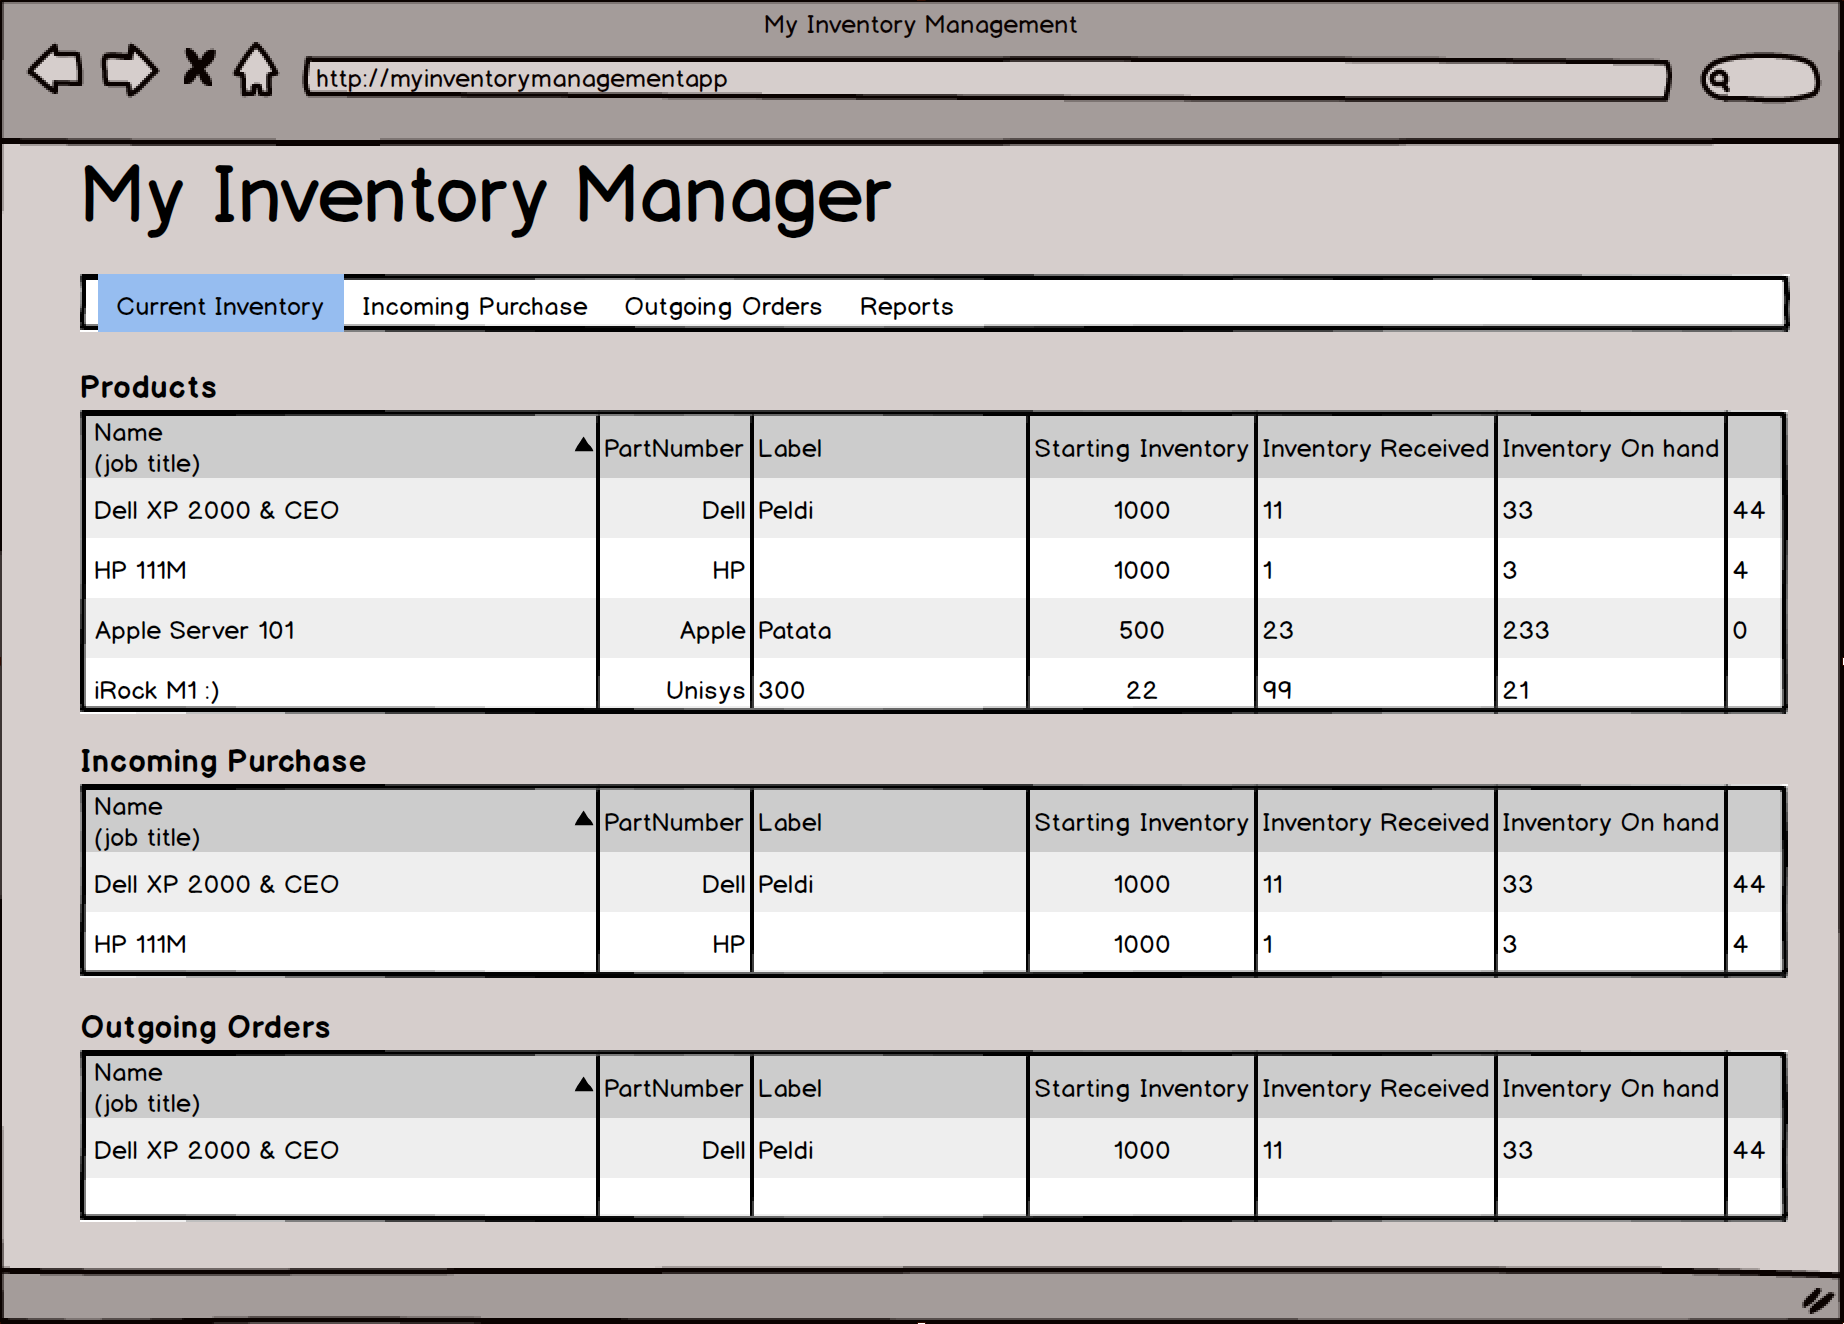 My Inventory Management
http://myinventorymanagementapp
My Inventory Manager
Current Inventory Incoming Purchase Outgoing Orders Reports
Products
Name
(job title) PartNumber Label Starting Inventory Inventory Received Inventory On hand
Dell XP 2000 & CEO Dell Peldi 1000 11 33 44
HP 111M HP 1000 1 3 4
Apple Server 101 Apple Patata 500 23 233 0
iRock M1 :) Unisys 300 22 99 21
Incoming Purchase
Name
(job title) PartNumber Label Starting Inventory Inventory Received Inventory On hand
Dell XP 2000 & CEO Dell Peldi 1000 11 33 44
HP 111M HP 1000 1 3 4
Outgoing Orders
Name
(job title) PartNumber Label Starting Inventory Inventory Received Inventory On hand
Dell XP 2000 & CEO Dell Peldi 1000 11 33 44